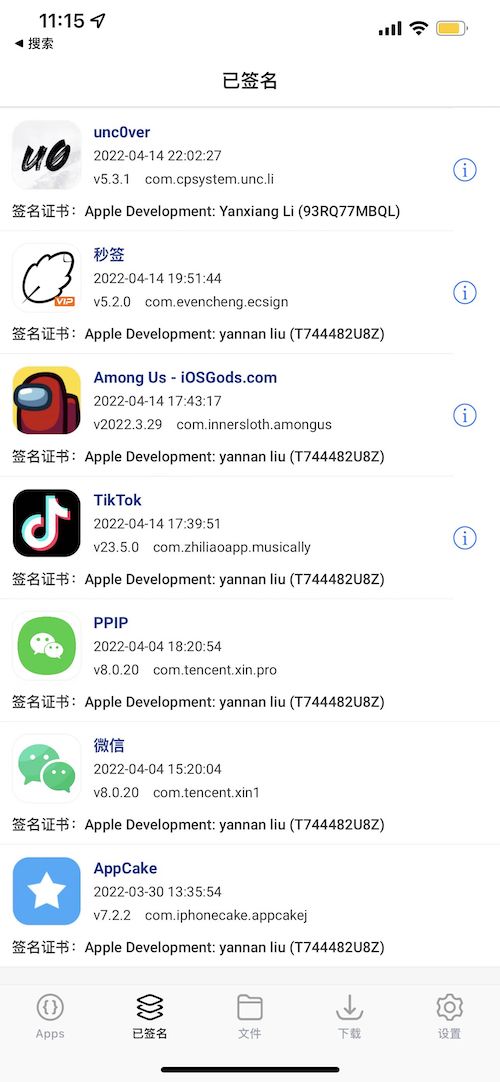 11:15
搜索
已签名
unc0ver
2022-04-14 22:02:27
v5.3.1 com.cpsystem.unc.li
签名证书： Apple Development: Yanxiang Li (93RQ77MBQL)
秒签
2022-04-14 19:51:44
VIP
v5.2.0 com.evencheng.ecsign
签名证书： Apple Development: yannan liu (T744482U8Z)
Among Us - iOSGods.com
2022-04-14 17:43:17
v2022.3.29 com.innersloth.amongus
签名证书： Apple Development: yannan liu (T744482U8Z)
TikTok
2022-04-14 17:39:51
v23.5.0 com.zhiliaoapp.musically
签名证书： Apple Development: yannan liu (T744482U8Z)
PPIP
2022-04-04 18:20:54
v8.0.20 com.tencent.xin.pro
签名证书： Apple Development: yannan liu (T744482U8Z)
微信
2022-04-04 15:20:04
v8.0.20 com.tencent.xin1
签名证书： Apple Development: yannan liu (T744482U8Z)
AppCake
2022-03-30 13:35:54
v7.2.2 com.iphonecake.appcakej
签名证书： Apple Development: yannan liu (T744482U8Z)
Apps 已签名 文件 下载 设置